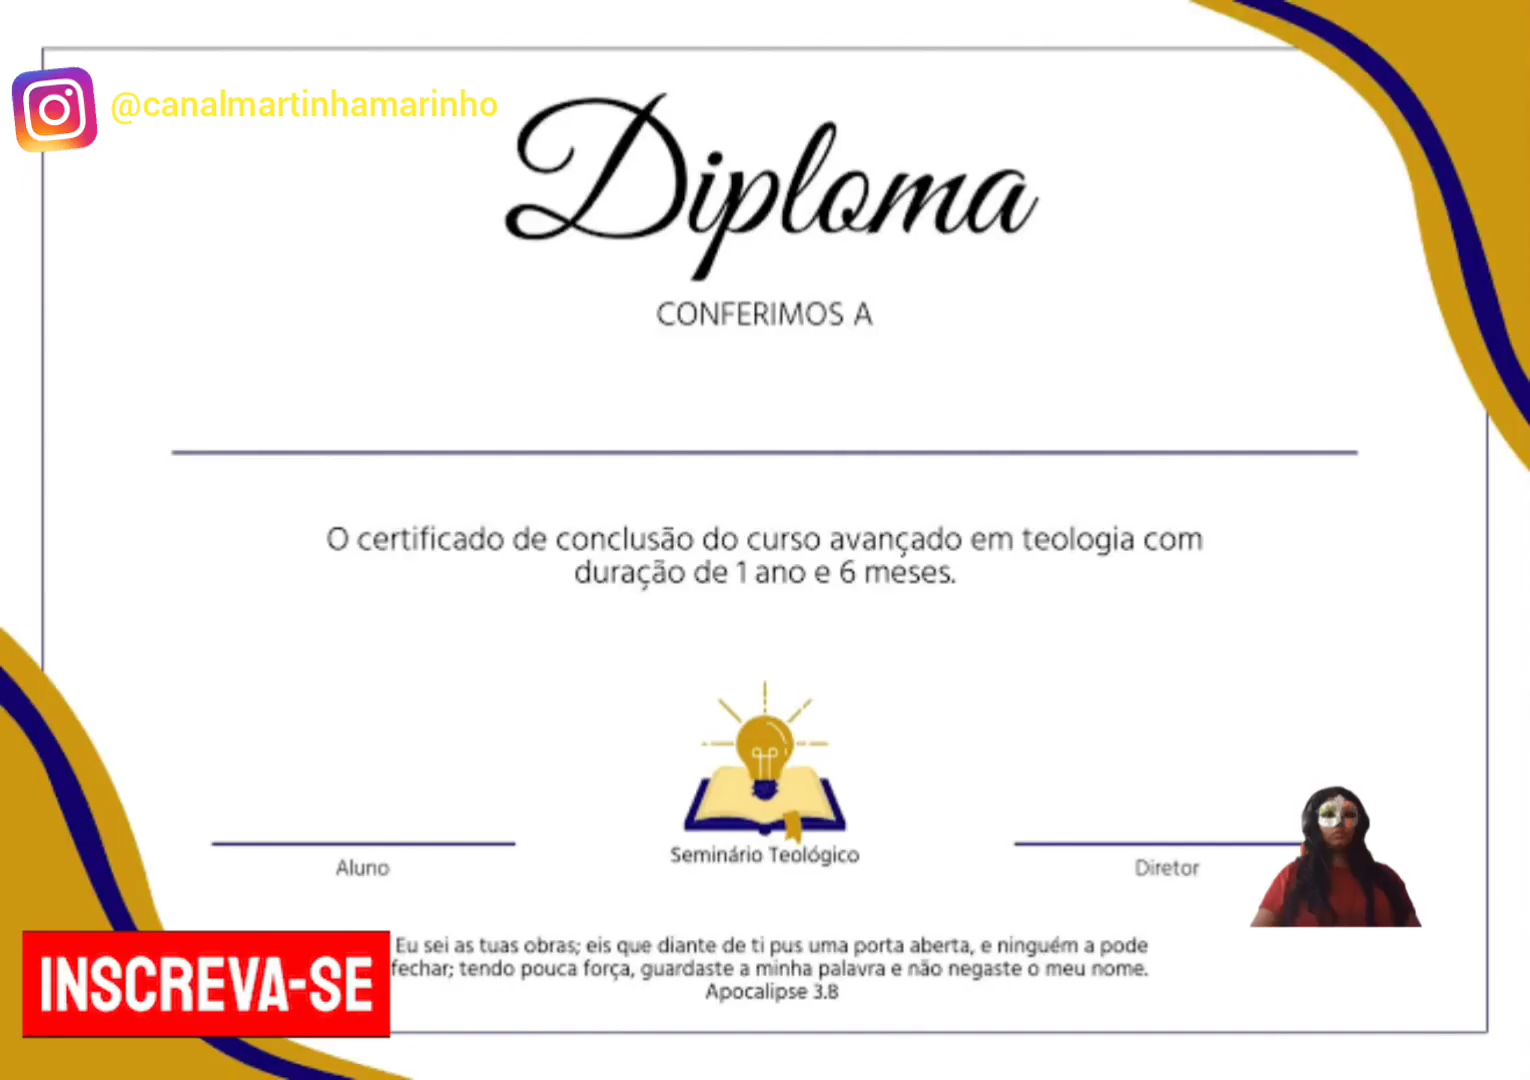 @canalmartinhamarinho
Diploma
CONFERIMOS A
O certificado de conclusão do curso avançado em teologia com
duração de 1 ano e 6 meses.
Seminário Teológico
Aluno
Diretor
Eu sei as tuas obras; eis que diante de ti pus uma porta aberta, e ninguém a pode
fechar; tendo pouca força, guardaste a minha palavra e não negaste o meu nome.
Apocalipse 3.8
INSCREVA-SE